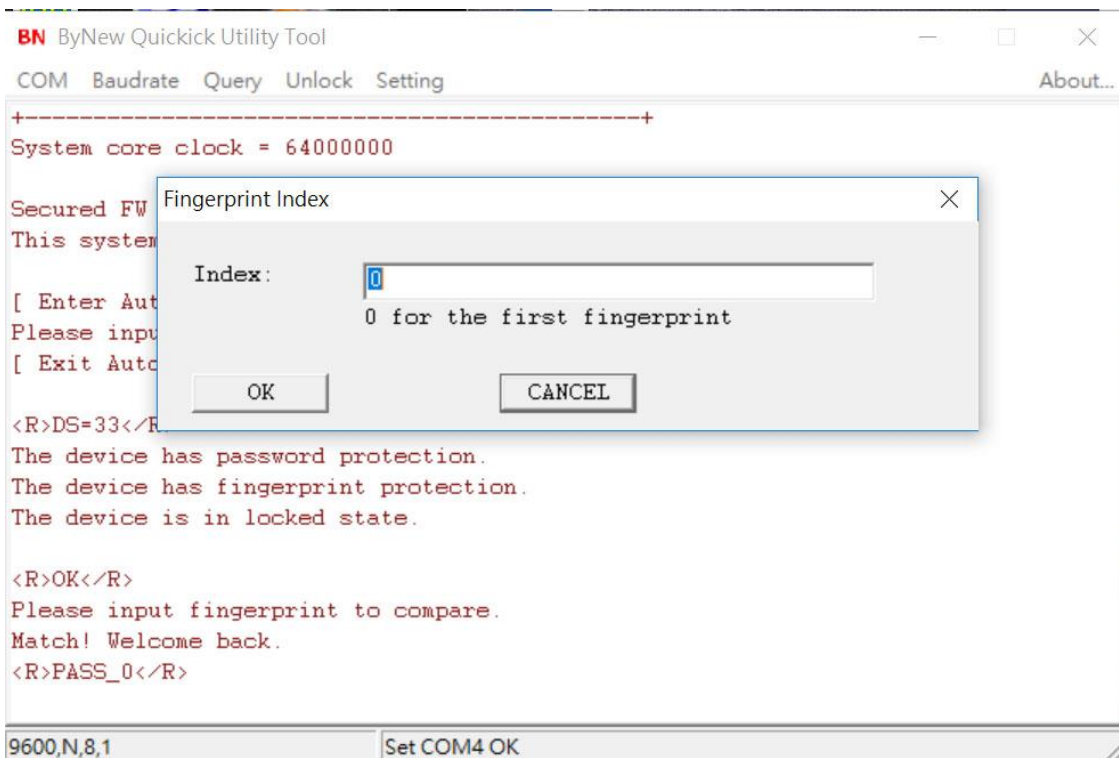 BN ByNew Quickick Utility Tool
COM Baudrate Query Unlock Setting About...
+----------------------------------------------+
System core clock = 64000000
Fingerprint Index
Secured FW
This system
Index: 0
[ Enter Aut
0 for the first fingerprint
Please inpu
[ Exit Auto
OK CANCEL
<R>DS=33</R
The device has password protection.
The device has fingerprint protection.
The device is in locked state.
<R>OK</R>
Please input fingerprint to compare.
Match! Welcome back.
<R>PASS_0</R>
9600,N,8,1 Set COM4 OK